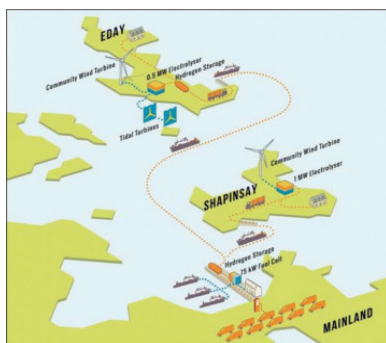 EDAY
Community Wind Turbine
0.5 MW Electrolyser
Hydrogen Storage
Tidal Turbines
Community Wind Turbine
1 MW Electrolyser
SHAPINSAY
Hydrogen Storage
75 kW Fuel Cell
MAINLAND